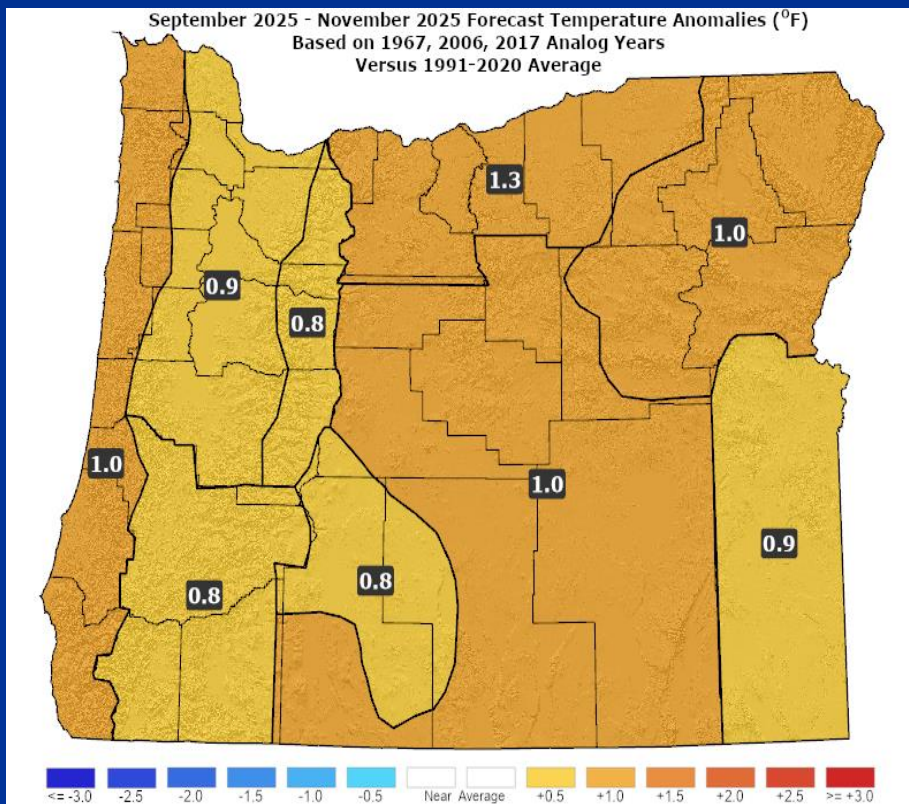 September 2025 - November 2025 Forecast Temperature Anomalies (⁰F)
Based on 1967, 2006, 2017 Analog Years
Versus 1991-2020 Average
1.3
1.0
0.9
0.8
1.0
1.0
0.9
0.8
0.8
<= -3.0 -2.5 -2.0 -1.5 -1.0 -0.5 Near Average +0.5 +1.0 +1.5 +2.0 +2.5 >= +3.0